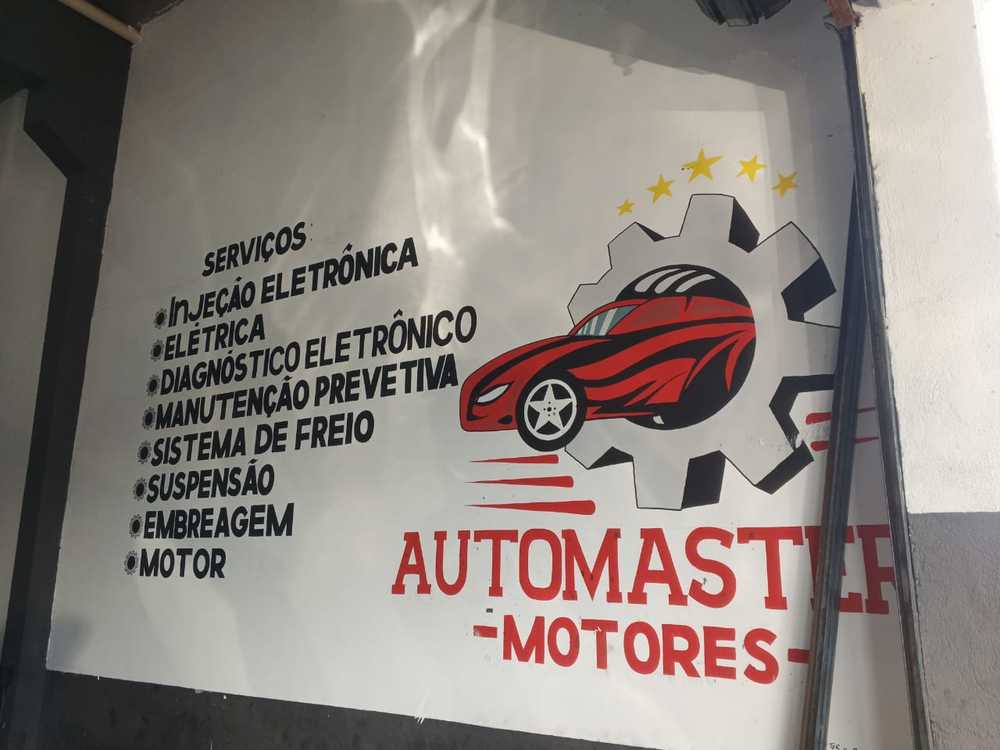 SERVIÇOS
INJEÇÃO ELETRÔNICA
ELÉTRICA
DIAGNÓSTICO ELETRÔNICO
MANUTENÇÃO PREVETIVA
SISTEMA DE FREIO
SUSPENSÃO
EMBREAGEM
MOTOR
AUTOMASTER
-MOTORES-